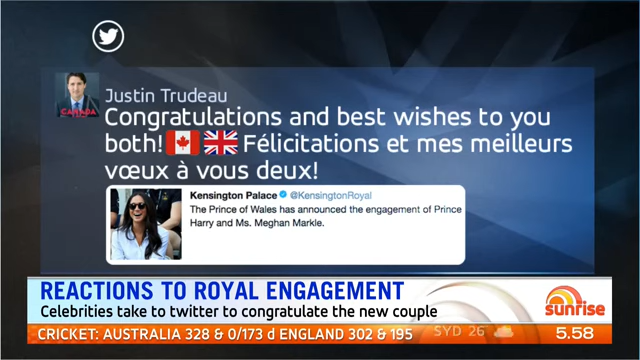 Justin Trudeau
CANADA
Congratulations and best wishes to you
both! 🇨🇦🇬🇧 Félicitations et mes meilleurs
vœux à vous deux!
Kensington Palace @KensingtonRoyal
The Prince of Wales has announced the engagement of Prince
Harry and Ms. Meghan Markle.
REACTIONS TO ROYAL ENGAGEMENT
Celebrities take to twitter to congratulate the new couple
sunrise
CRICKET: AUSTRALIA 328 & 0/173 d ENGLAND 302 & 195
SYD 26
5.58